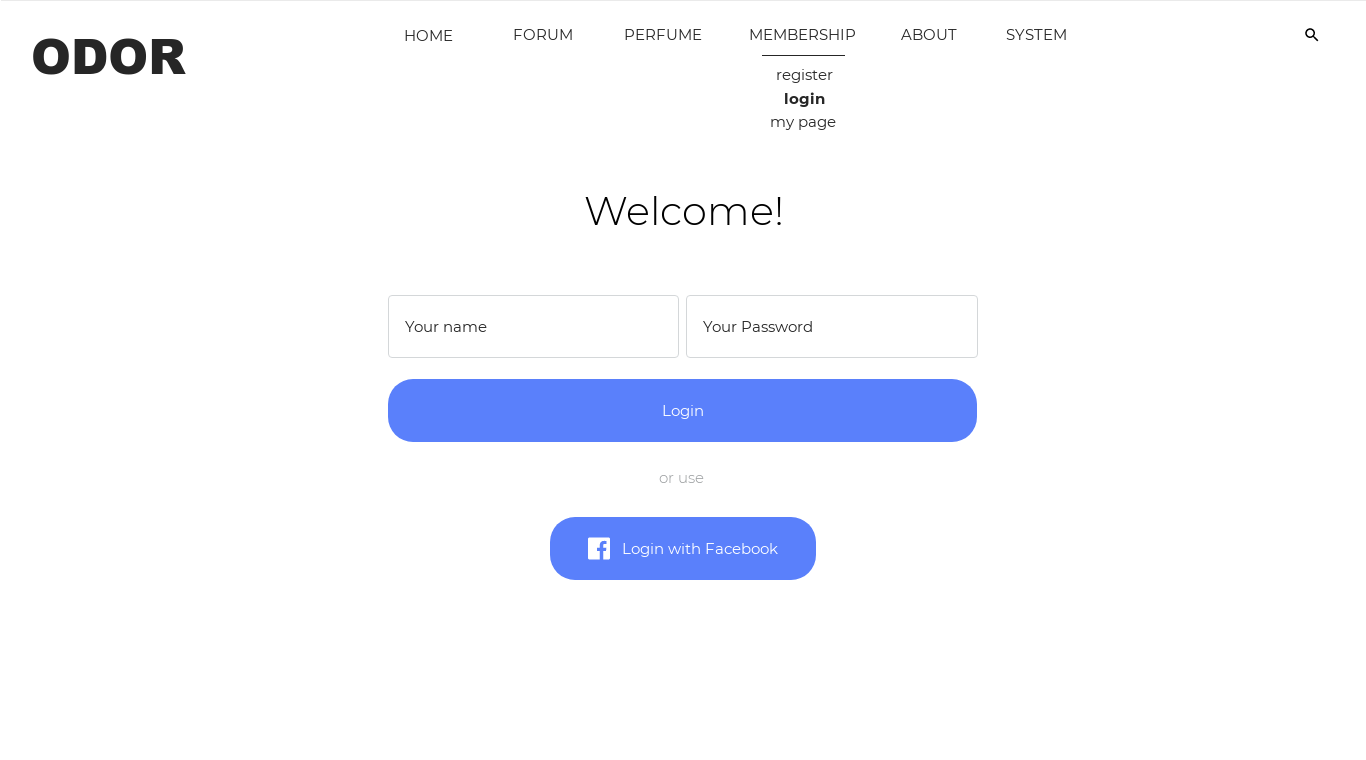 ODOR
HOME FORUM PERFUME MEMBERSHIP ABOUT SYSTEM
register
login
my page
Welcome!
Your name Your Password
Login
or use
Login with Facebook